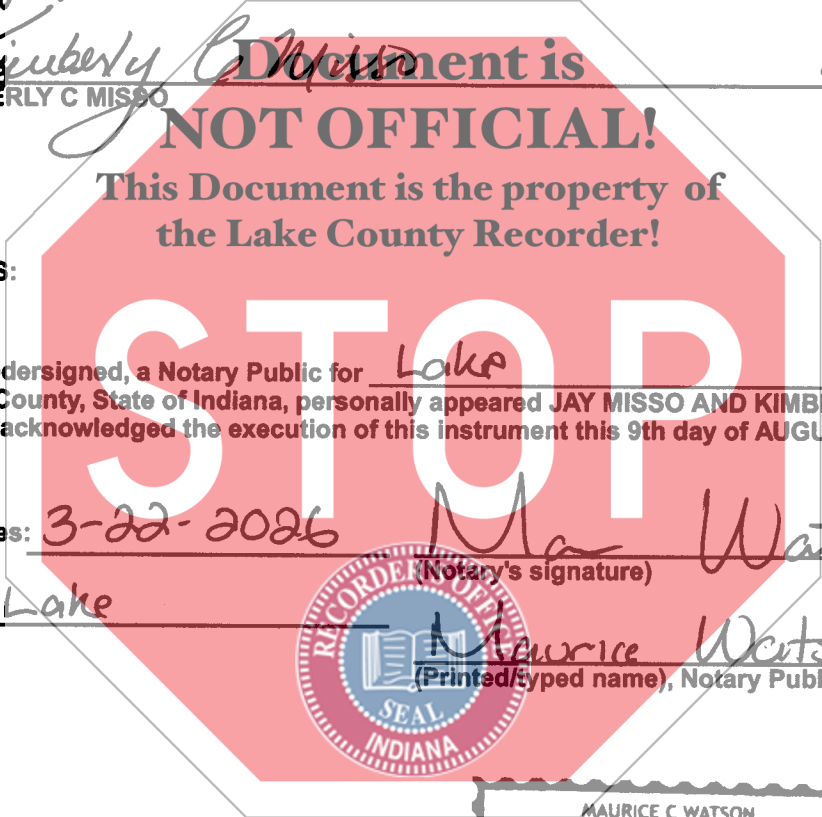 Kimberly C Misso
Document is
RLY C MISSO
NOT OFFICIAL!
This Document is the property of
the Lake County Recorder!
S:
STOP
dersigned, a Notary Public for Lake
County, State of Indiana, personally appeared JAY MISSO AND KIMBE
acknowledged the execution of this instrument this 9th day of AUGU
es: 3-22-2026
(Notary's signature)
Lake
Maurice Wats
(Printed/typed name), Notary Publ
RECORDER'S OFFICE
SEAL
INDIANA
MAURICE C WATSON